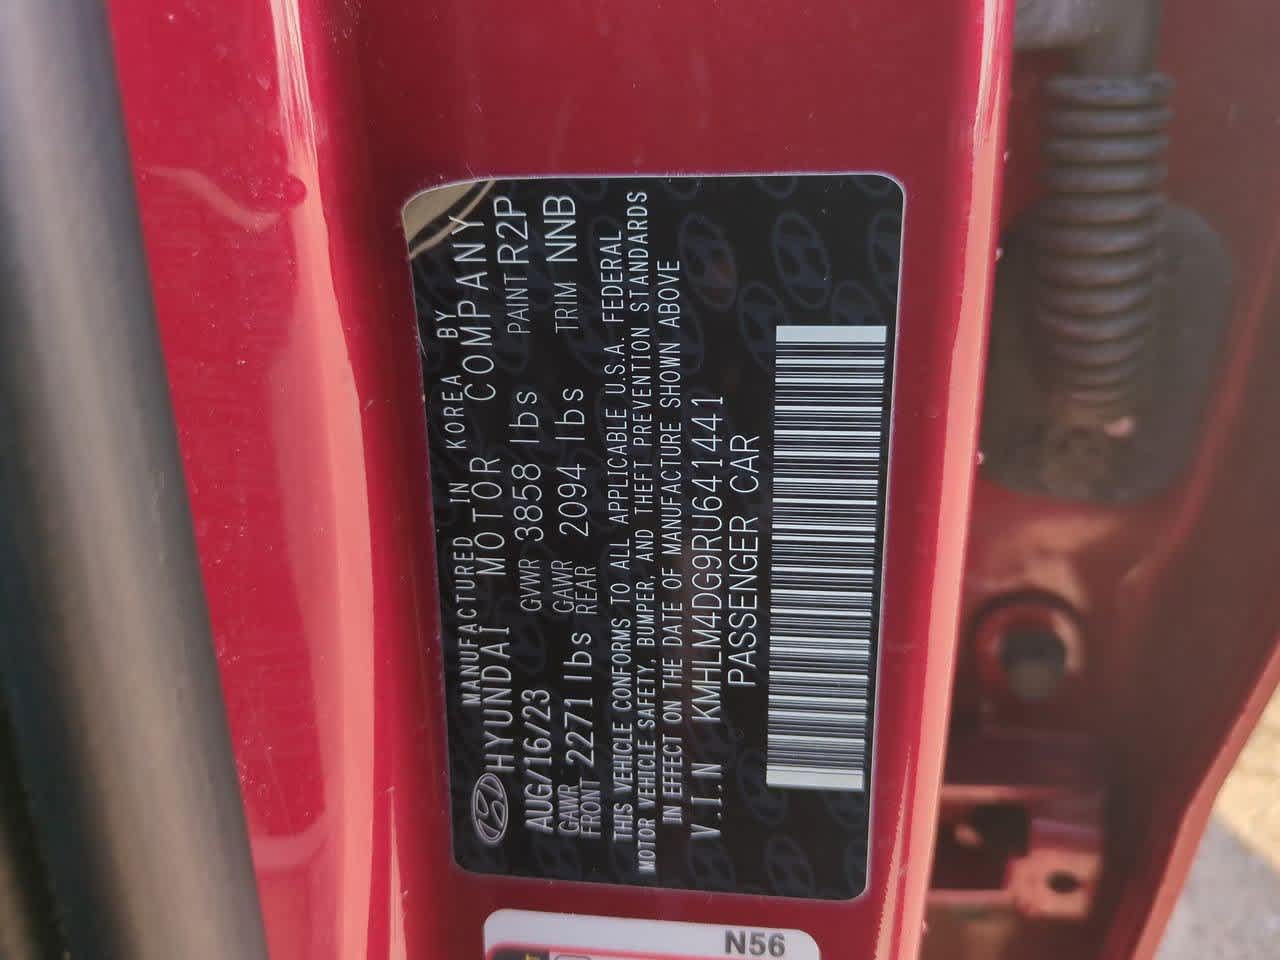 MANUFACTURED IN KOREA BY
HYUNDAI MOTOR COMPANY
AUG/16/23 GVWR 3858 lbs PAINT R2P
GAWR FRONT 2271 lbs GAWR REAR 2094 lbs TRIM NNB
THIS VEHICLE CONFORMS TO ALL APPLICABLE U.S.A. FEDERAL
MOTOR VEHICLE SAFETY, BUMPER, AND THEFT PREVENTION STANDARDS
IN EFFECT ON THE DATE OF MANUFACTURE SHOWN ABOVE
V.I.N KMHLM4DG9RU641441
PASSENGER CAR
N56